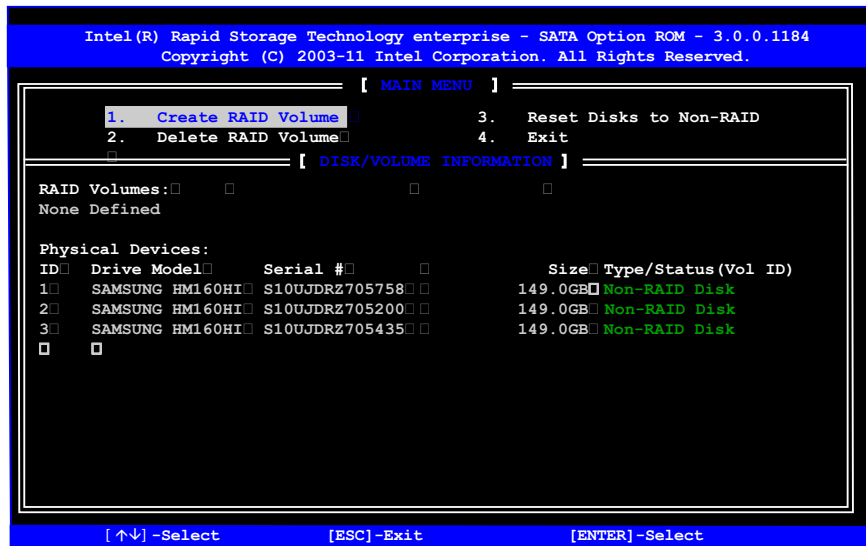 Intel(R) Rapid Storage Technology enterprise - SATA Option ROM - 3.0.0.1184
Copyright (C) 2003-11 Intel Corporation. All Rights Reserved.
[ MAIN MENU ]
1. Create RAID Volume 3. Reset Disks to Non-RAID
2. Delete RAID Volume 4. Exit
[ DISK/VOLUME INFORMATION ]
RAID Volumes:
None Defined
Physical Devices:
ID Drive Model Serial # Size Type/Status(Vol ID)
1 SAMSUNG HM160HI S10UJDRZ705758 149.0GB Non-RAID Disk
2 SAMSUNG HM160HI S10UJDRZ705200 149.0GB Non-RAID Disk
3 SAMSUNG HM160HI S10UJDRZ705435 149.0GB Non-RAID Disk
[↑↓]-Select [ESC]-Exit [ENTER]-Select